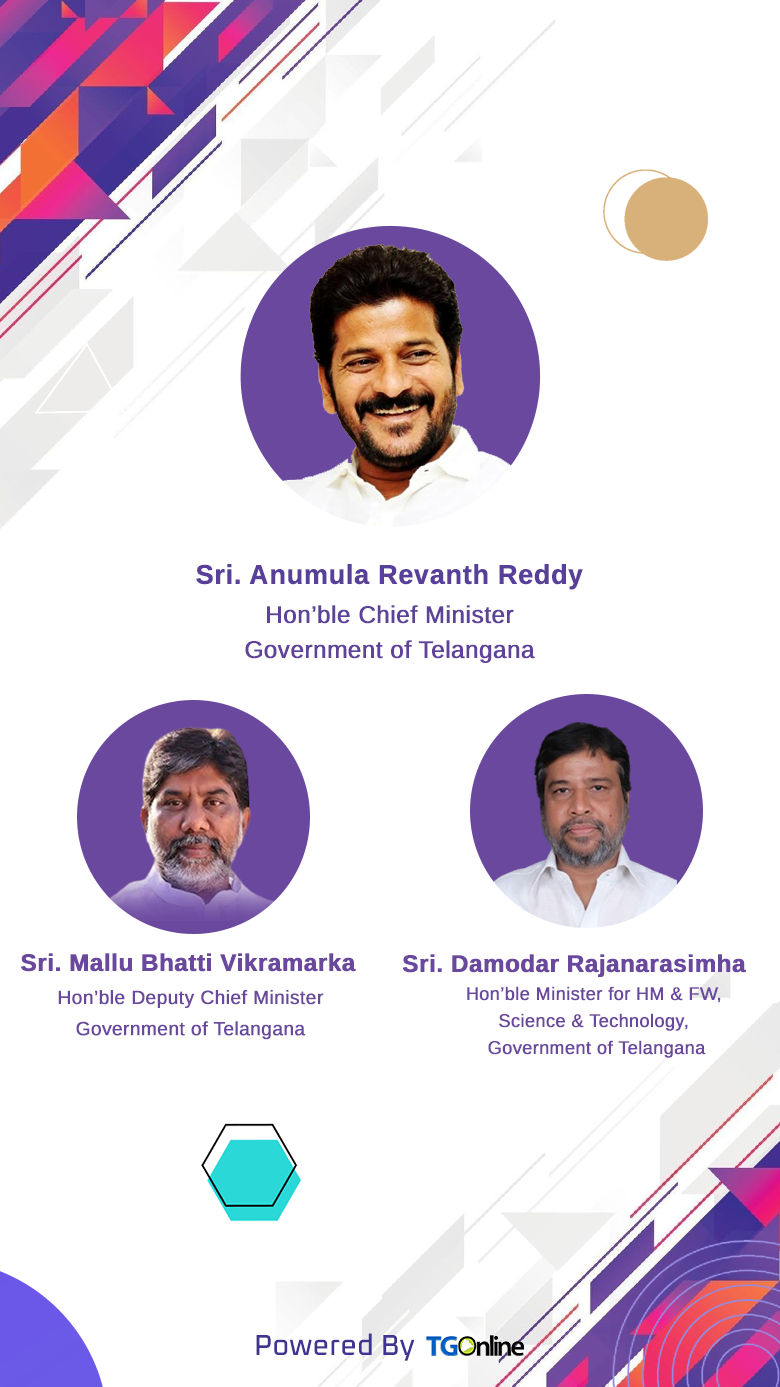 Sri. Anumula Revanth Reddy
Hon’ble Chief Minister
Government of Telangana
Sri. Mallu Bhatti Vikramarka
Hon’ble Deputy Chief Minister
Government of Telangana
Sri. Damodar Rajanarasimha
Hon’ble Minister for HM & FW,
Science & Technology,
Government of Telangana
Powered By TGOnline